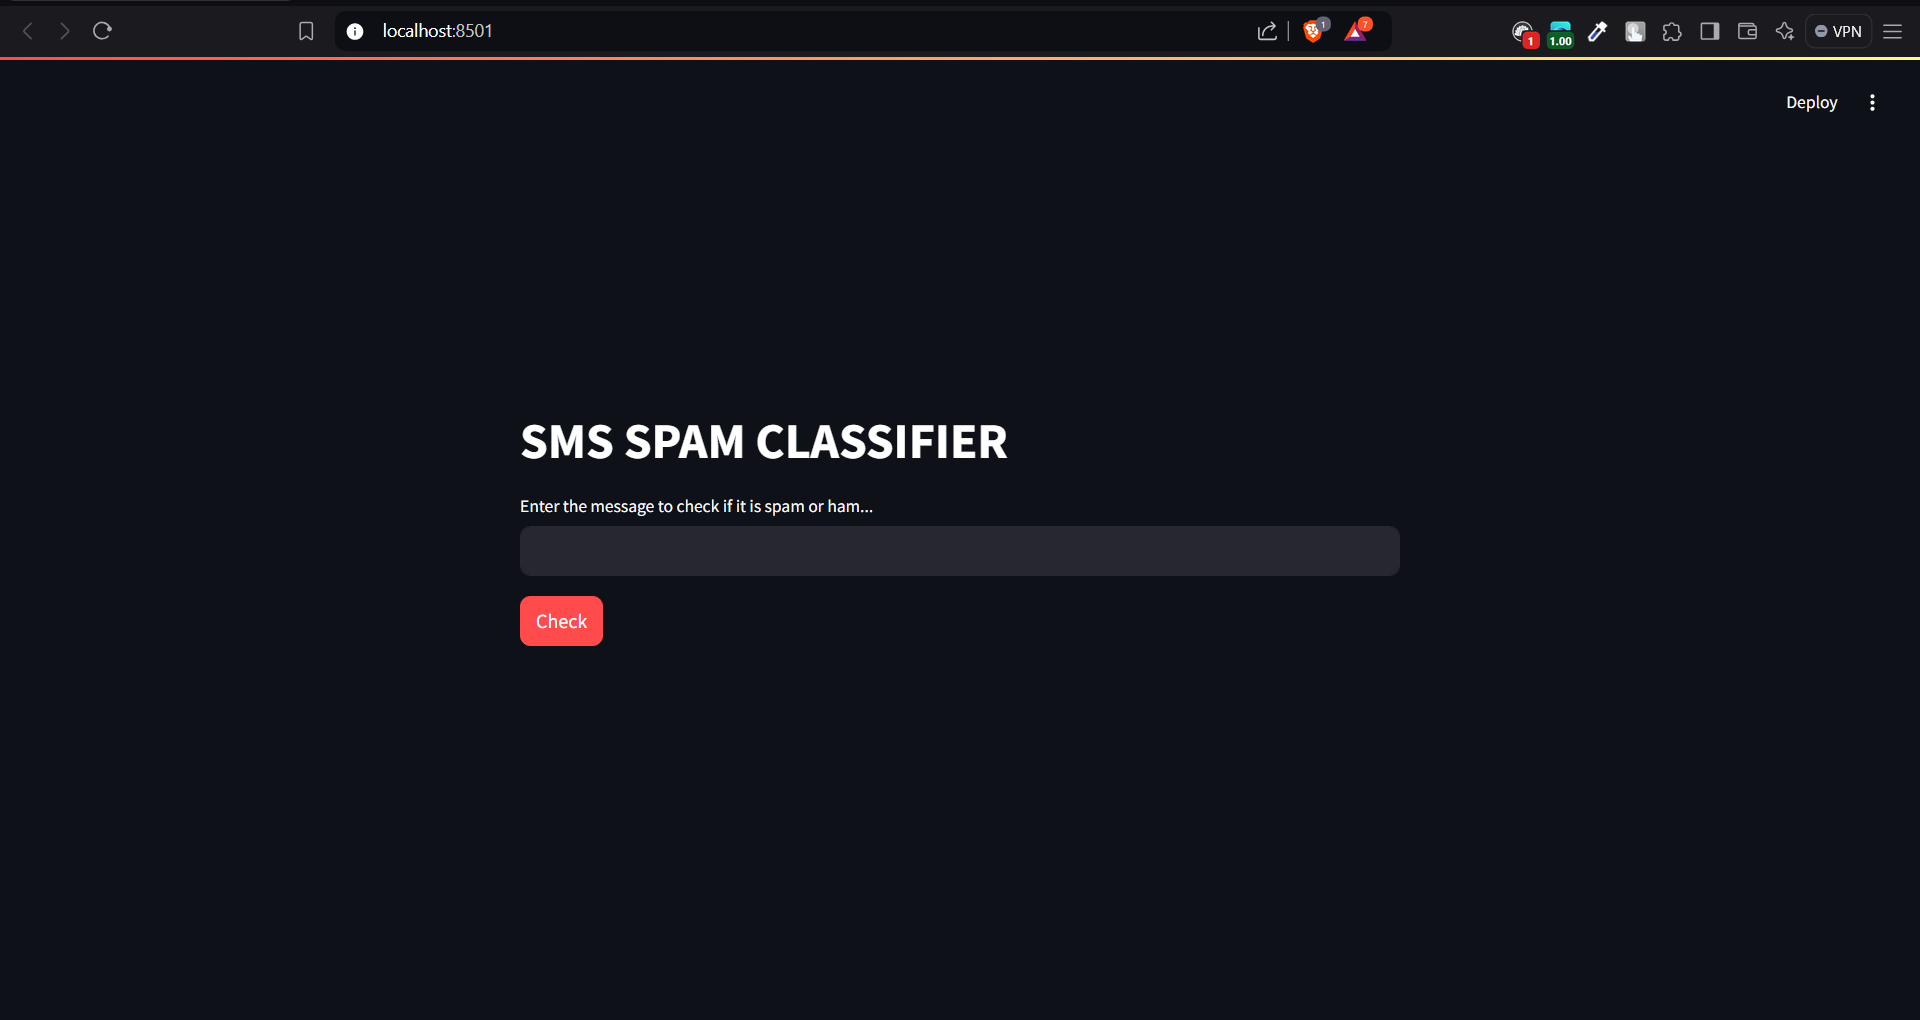 localhost:8501
1
7
1
1.00
VPN
Deploy
SMS SPAM CLASSIFIER
Enter the message to check if it is spam or ham...
Check